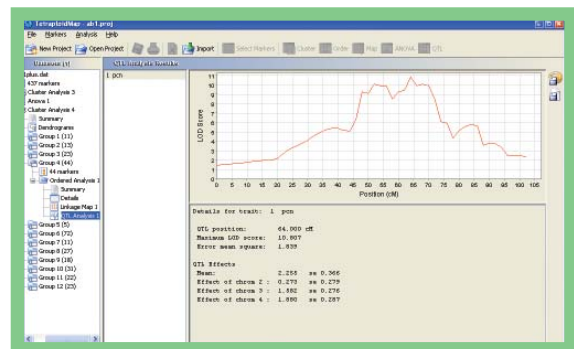 TetraploidMap - ab1.proj
File Markers Analysis Help
New Project Open Project Import Select Markers Cluster Order Map ANOVA QTL
QTL Analysis Results
437 markers
Cluster Analysis 3
Anova 1
Cluster Analysis 4
Summary
Dendrograms
Group 1 (11)
Group 2 (13)
Group 3 (23)
Group 4 (44)
44 markers
Ordered Analysis 1
Summary
Details
Linkage Map 1
QTL Analysis 1
Group 5 (5)
Group 6 (72)
Group 7 (11)
Group 8 (27)
Group 9 (18)
Group 10 (31)
Group 11 (22)
Group 12 (23)
1 pcn
LOD Score
11
10
9
8
7
6
5
4
3
2
1
0
0 5 10 15 20 25 30 35 40 45 50 55 60 65 70 75 80 85 90 95 100 105
Position (cM)
Details for trait: 1 pcn
QTL position: 64.000 cM
Maximum LOD score: 10.807
Error mean square: 1.839
QTL Effects
Mean: 2.255 se 0.366
Effect of chrom 2 : 0.273 se 0.279
Effect of chrom 3 : 1.882 se 0.276
Effect of chrom 4 : 1.880 se 0.287